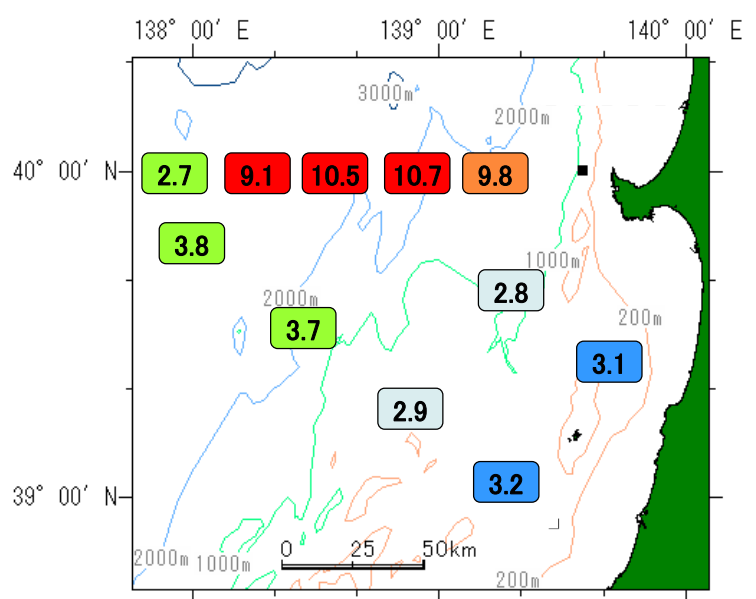 138° 00′ E 139° 00′ E 140° 00′ E
3000m
2000m
40° 00′ N
2.7 9.1 10.5 10.7 9.8
3.8
1000m
2.8
2000m
200m
3.7
3.1
2.9
3.2
39° 00′ N
0 25 50km
2000m 1000m
200m